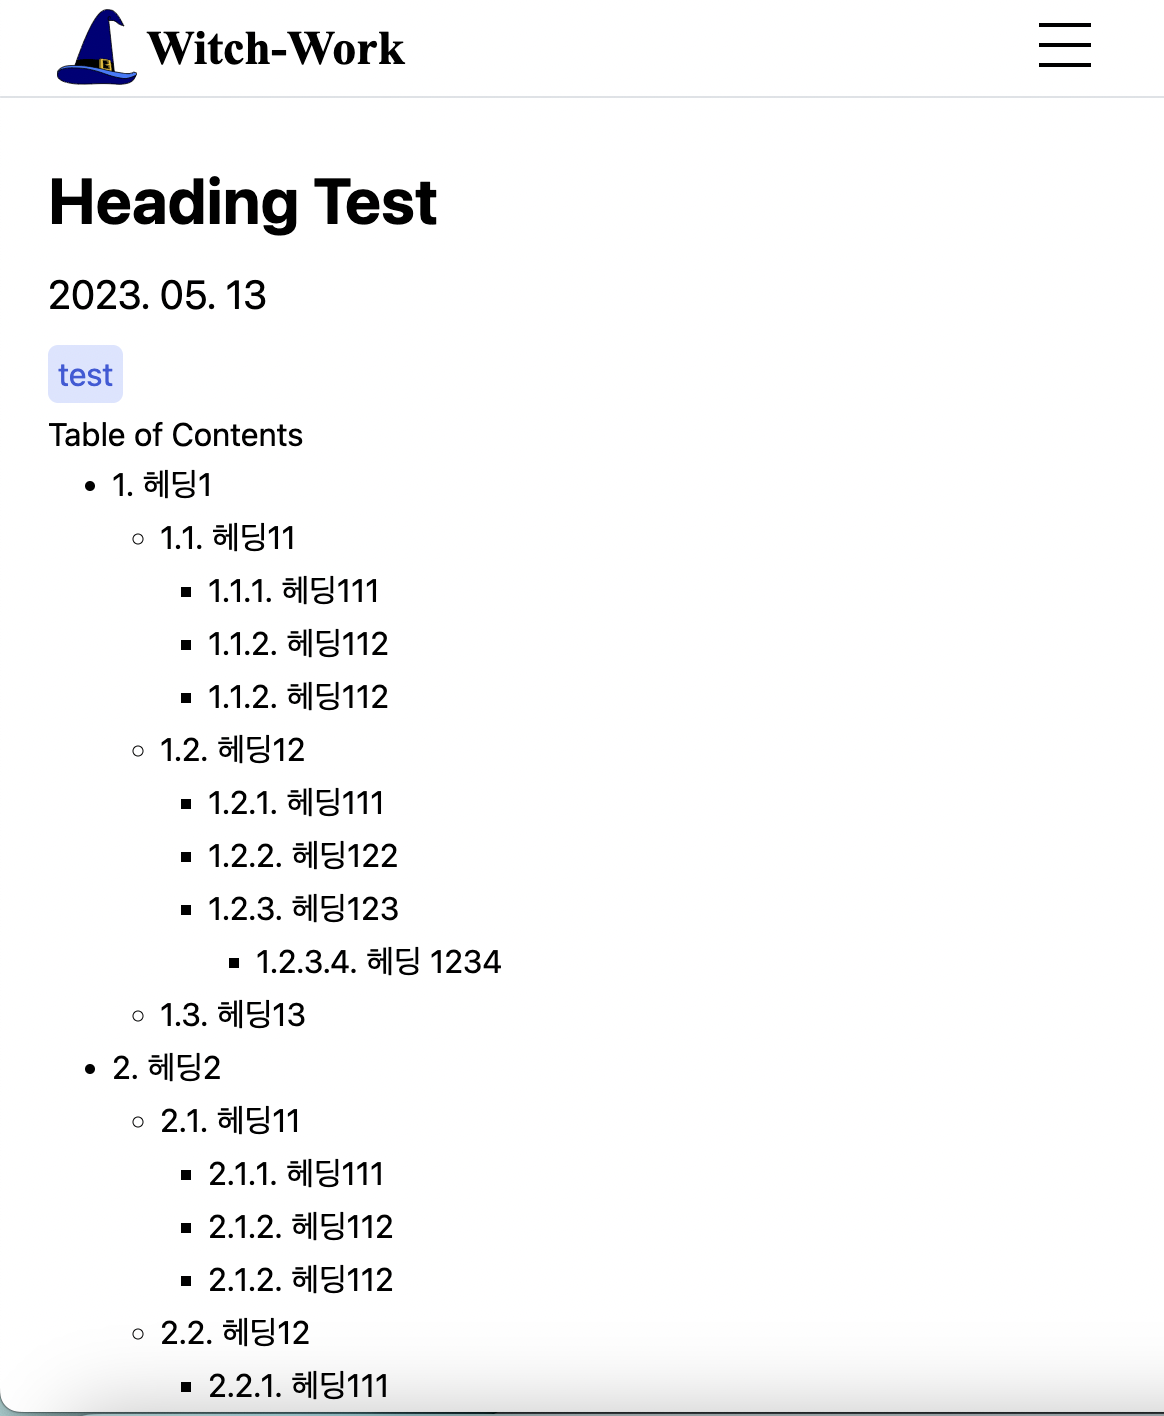 Witch-Work
Heading Test
2023. 05. 13
test
Table of Contents
1. 헤딩1
1.1. 헤딩11
1.1.1. 헤딩111
1.1.2. 헤딩112
1.1.2. 헤딩112
1.2. 헤딩12
1.2.1. 헤딩111
1.2.2. 헤딩122
1.2.3. 헤딩123
1.2.3.4. 헤딩 1234
1.3. 헤딩13
2. 헤딩2
2.1. 헤딩11
2.1.1. 헤딩111
2.1.2. 헤딩112
2.1.2. 헤딩112
2.2. 헤딩12
2.2.1. 헤딩111